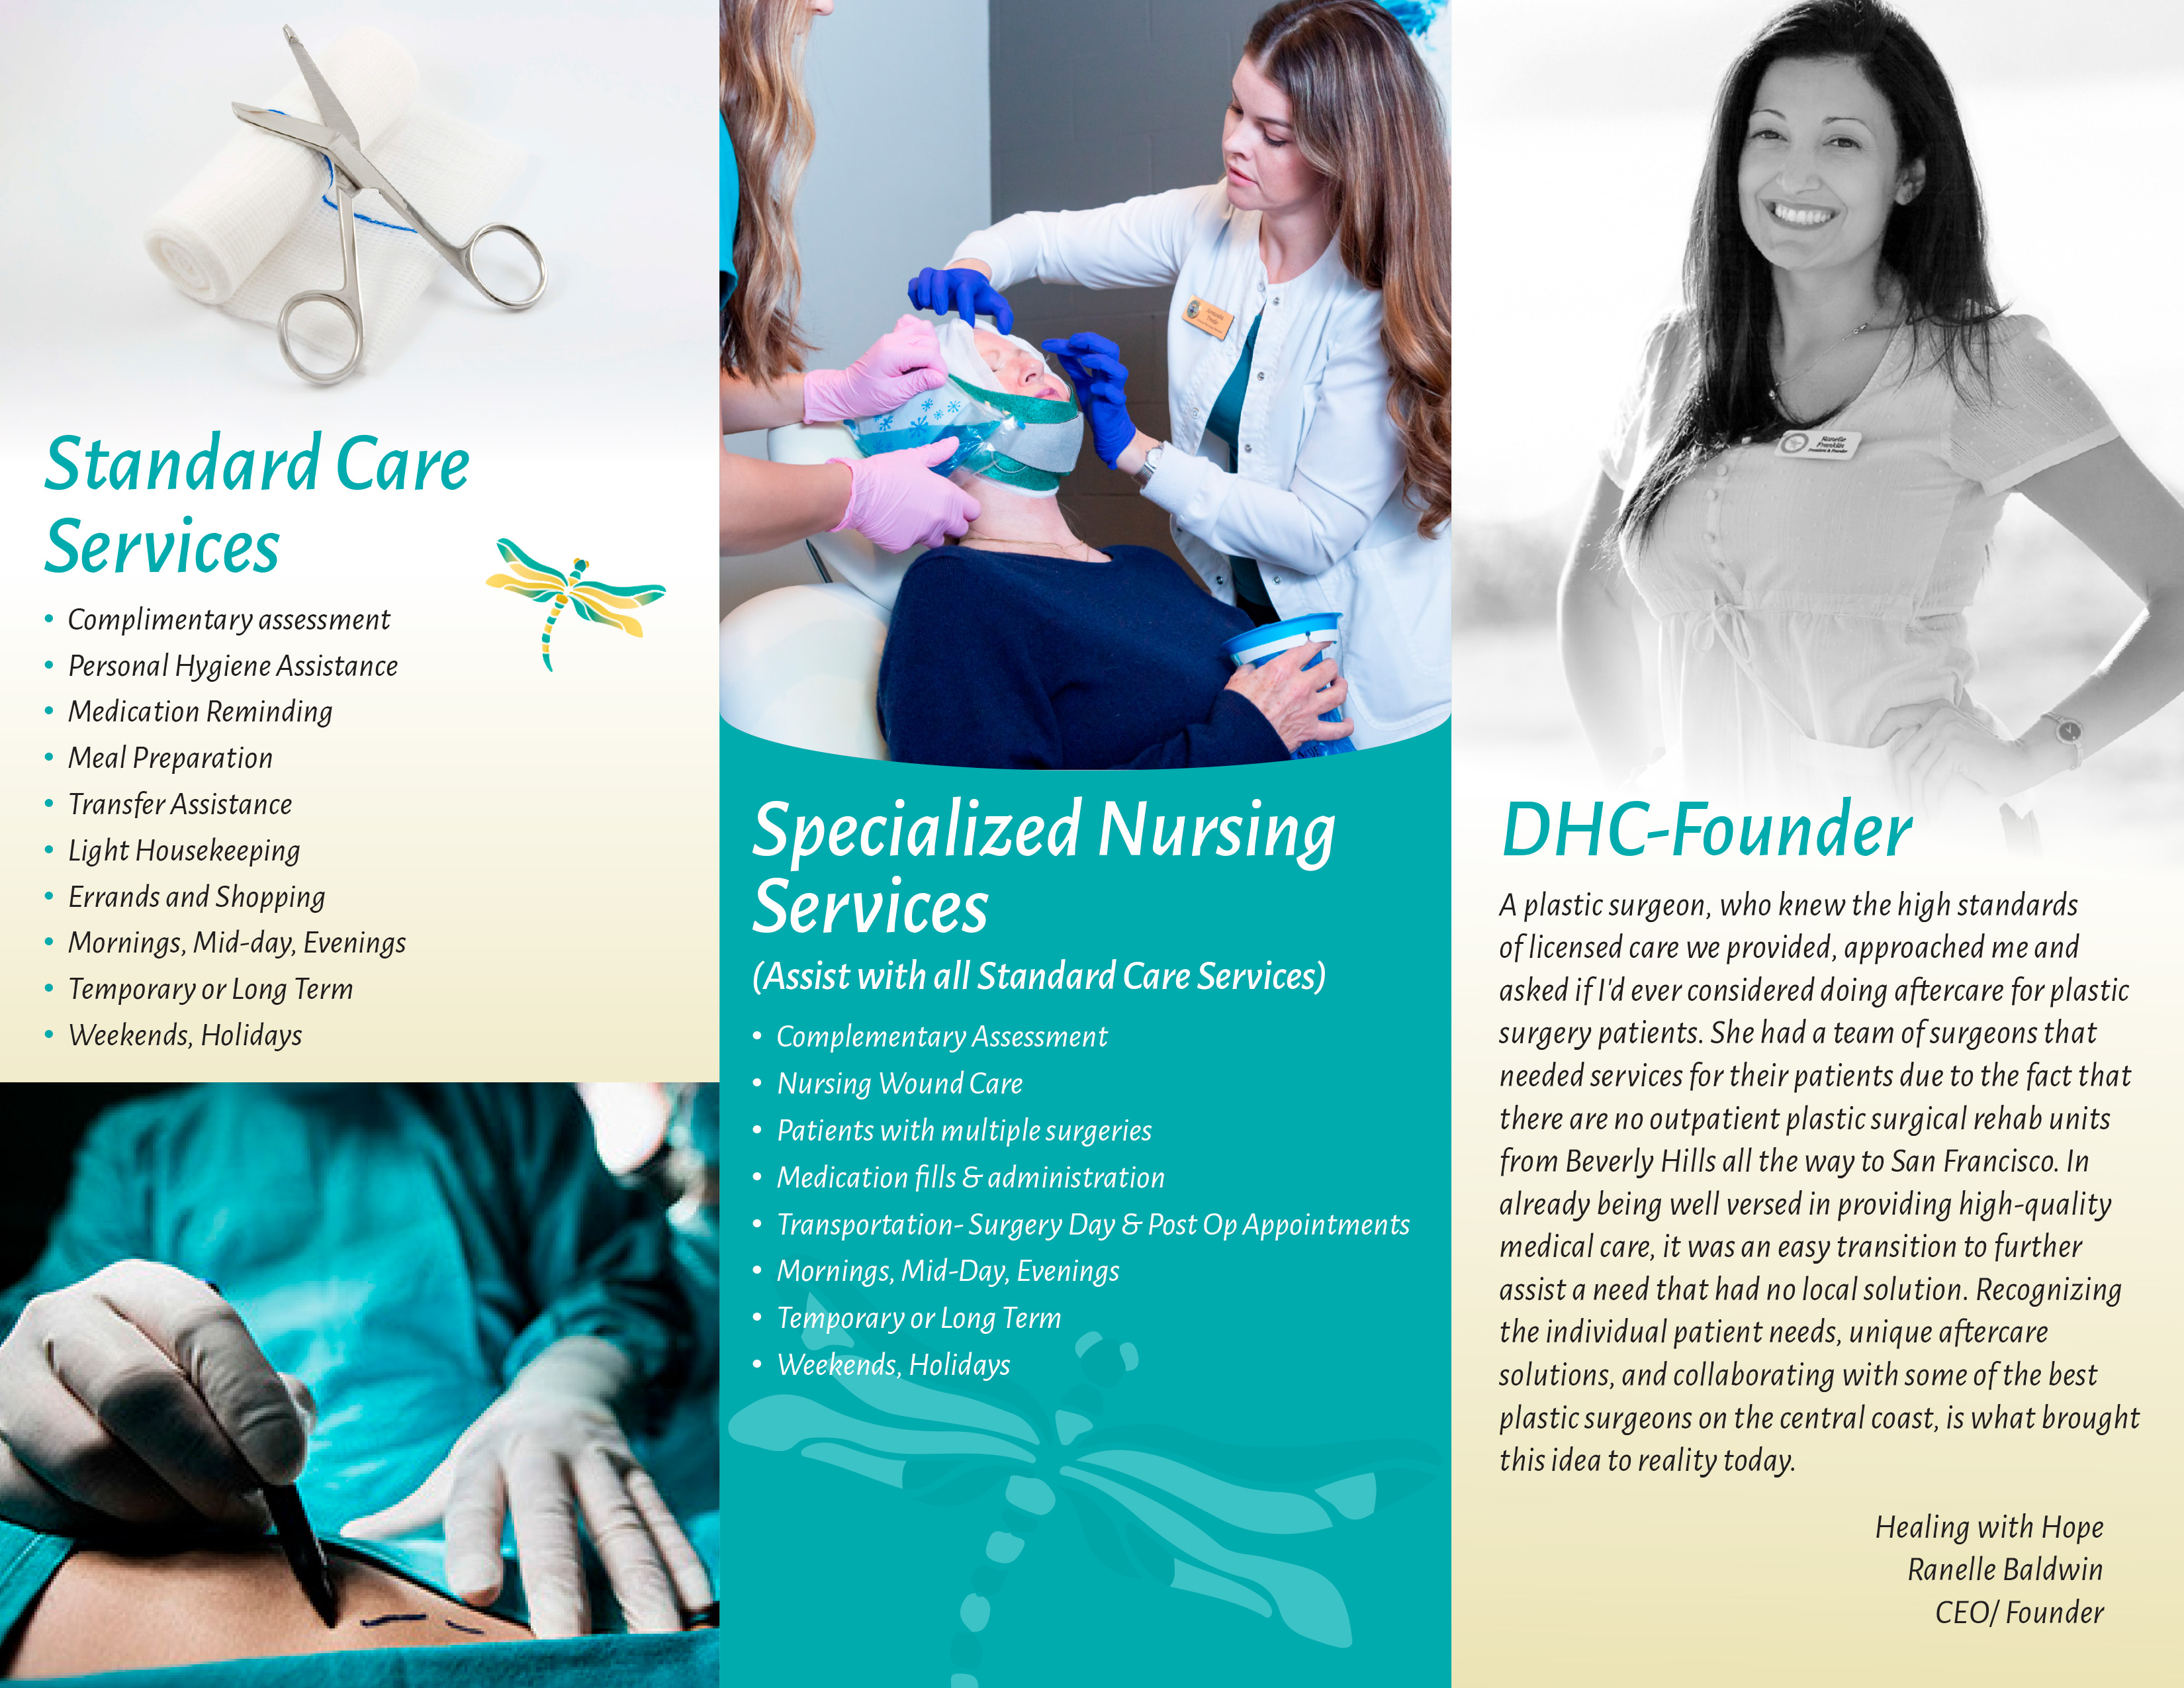 Standard Care
Services
• Complimentary assessment
• Personal Hygiene Assistance
• Medication Reminding
• Meal Preparation
• Transfer Assistance
• Light Housekeeping
• Errands and Shopping
• Mornings, Mid-day, Evenings
• Temporary or Long Term
• Weekends, Holidays
Specialized Nursing
Services
(Assist with all Standard Care Services)
• Complementary Assessment
• Nursing Wound Care
• Patients with multiple surgeries
• Medication fills & administration
• Transportation- Surgery Day & Post Op Appointments
• Mornings, Mid-Day, Evenings
• Temporary or Long Term
• Weekends, Holidays
DHC-Founder
A plastic surgeon, who knew the high standards
of licensed care we provided, approached me and
asked if I'd ever considered doing aftercare for plastic
surgery patients. She had a team of surgeons that
needed services for their patients due to the fact that
there are no outpatient plastic surgical rehab units
from Beverly Hills all the way to San Francisco. In
already being well versed in providing high-quality
medical care, it was an easy transition to further
assist a need that had no local solution. Recognizing
the individual patient needs, unique aftercare
solutions, and collaborating with some of the best
plastic surgeons on the central coast, is what brought
this idea to reality today.
Healing with Hope
Ranelle Baldwin
CEO/ Founder